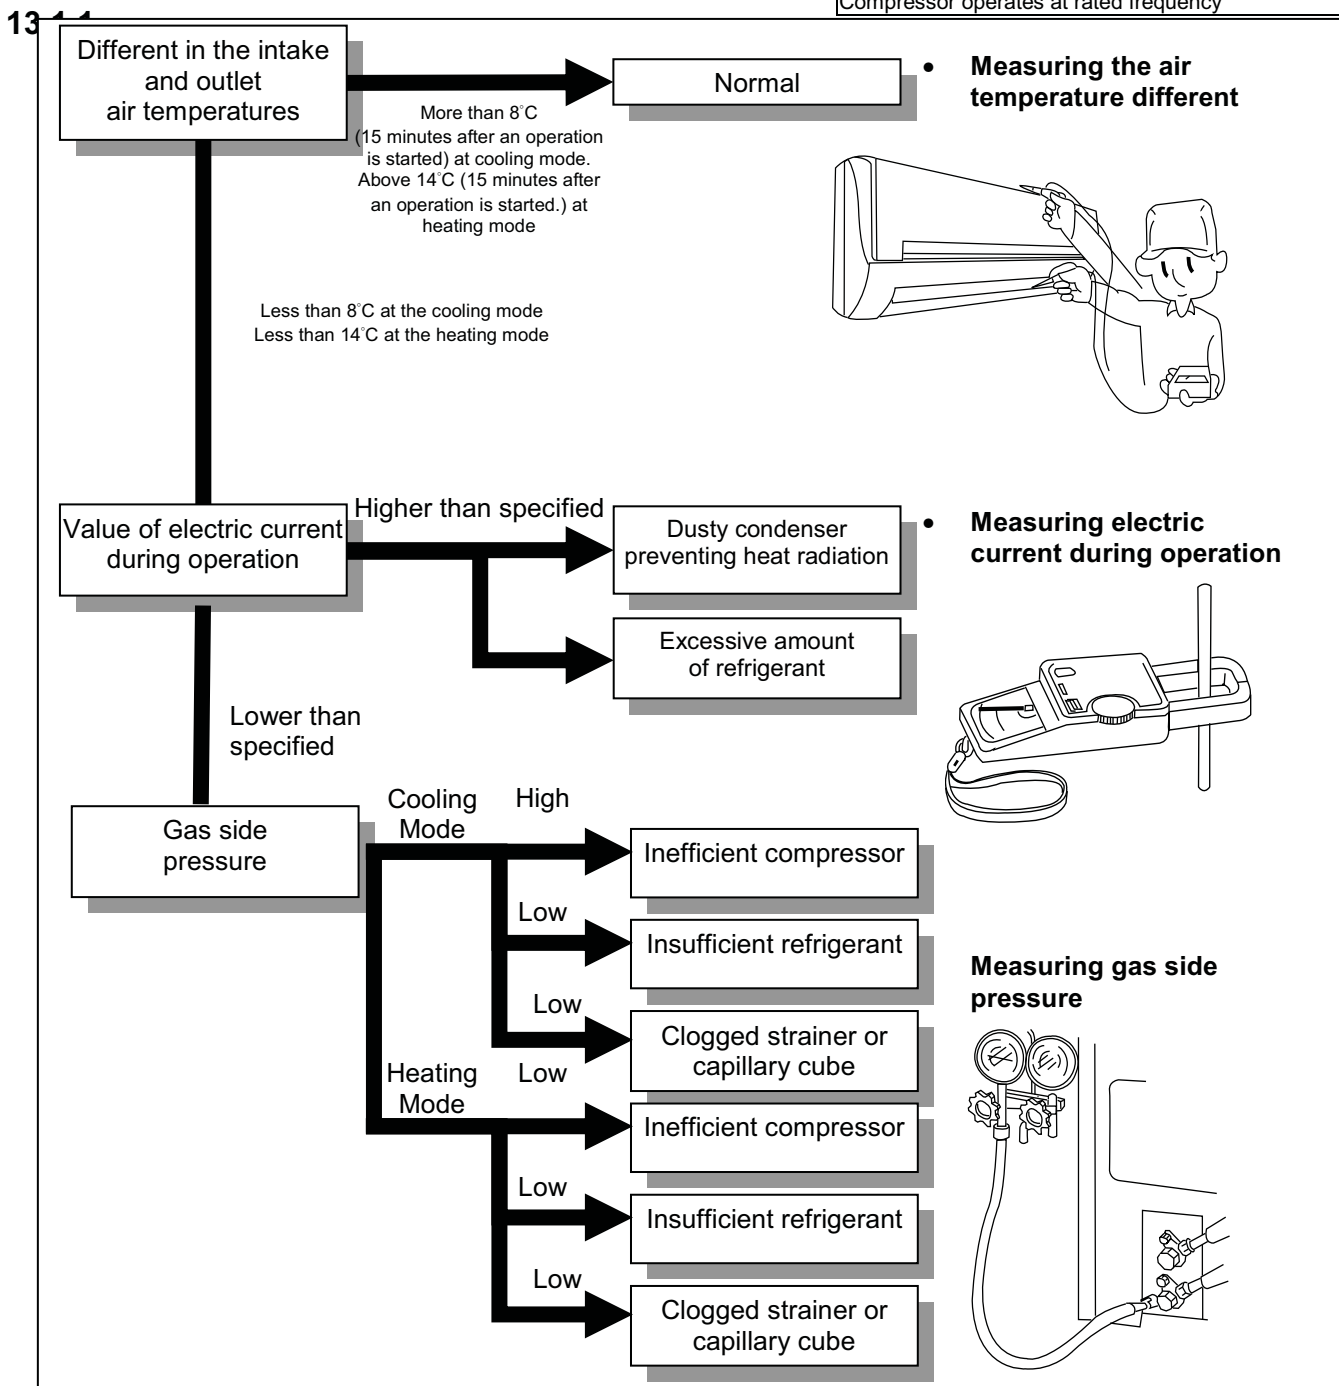 Compressor operates at rated frequency
13.1.1
Different in the intake
and outlet
air temperatures
Normal
More than 8°C
(15 minutes after an operation
is started) at cooling mode.
Above 14°C (15 minutes after
an operation is started.) at
heating mode
Less than 8°C at the cooling mode
Less than 14°C at the heating mode
• Measuring the air
temperature different
Value of electric current
during operation
Higher than specified
Dusty condenser
preventing heat radiation
Excessive amount
of refrigerant
• Measuring electric
current during operation
Lower than
specified
Gas side
pressure
Cooling
Mode
High
Inefficient compressor
Low
Insufficient refrigerant
Low
Clogged strainer or
capillary cube
Heating
Mode
Low
Inefficient compressor
Low
Insufficient refrigerant
Low
Clogged strainer or
capillary cube
Measuring gas side
pressure